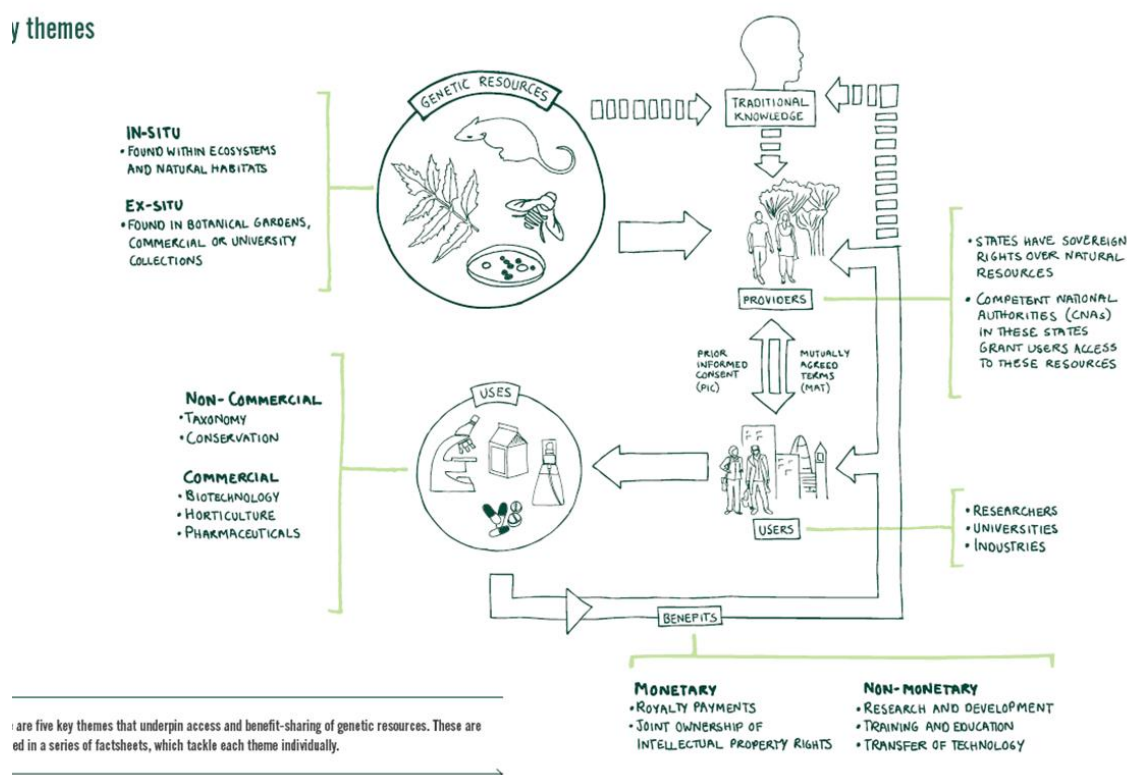 y themes
GENETIC RESOURCES
TRADITIONAL
KNOWLEDGE
IN-SITU
• FOUND WITHIN ECOSYSTEMS
AND NATURAL HABITATS
EX-SITU
• FOUND IN BOTANICAL GARDENS,
COMMERCIAL OR UNIVERSITY
COLLECTIONS
PROVIDERS
• STATES HAVE SOVEREIGN
RIGHTS OVER NATURAL
RESOURCES
• COMPETENT NATIONAL
AUTHORITIES (CNAs)
IN THESE STATES
GRANT USERS ACCESS
TO THESE RESOURCES
PRIOR
INFORMED
CONSENT
(PIC)
MUTUALLY
AGREED
TERMS
(MAT)
USES
NON-COMMERCIAL
• TAXONOMY
• CONSERVATION
COMMERCIAL
• BIOTECHNOLOGY
• HORTICULTURE
• PHARMACEUTICALS
USERS
• RESEARCHERS
• UNIVERSITIES
• INDUSTRIES
BENEFITS
MONETARY
• ROYALTY PAYMENTS
• JOINT OWNERSHIP OF
INTELLECTUAL PROPERTY RIGHTS
NON-MONETARY
• RESEARCH AND DEVELOPMENT
• TRAINING AND EDUCATION
• TRANSFER OF TECHNOLOGY
are five key themes that underpin access and benefit-sharing of genetic resources. These are
ed in a series of factsheets, which tackle each theme individually.